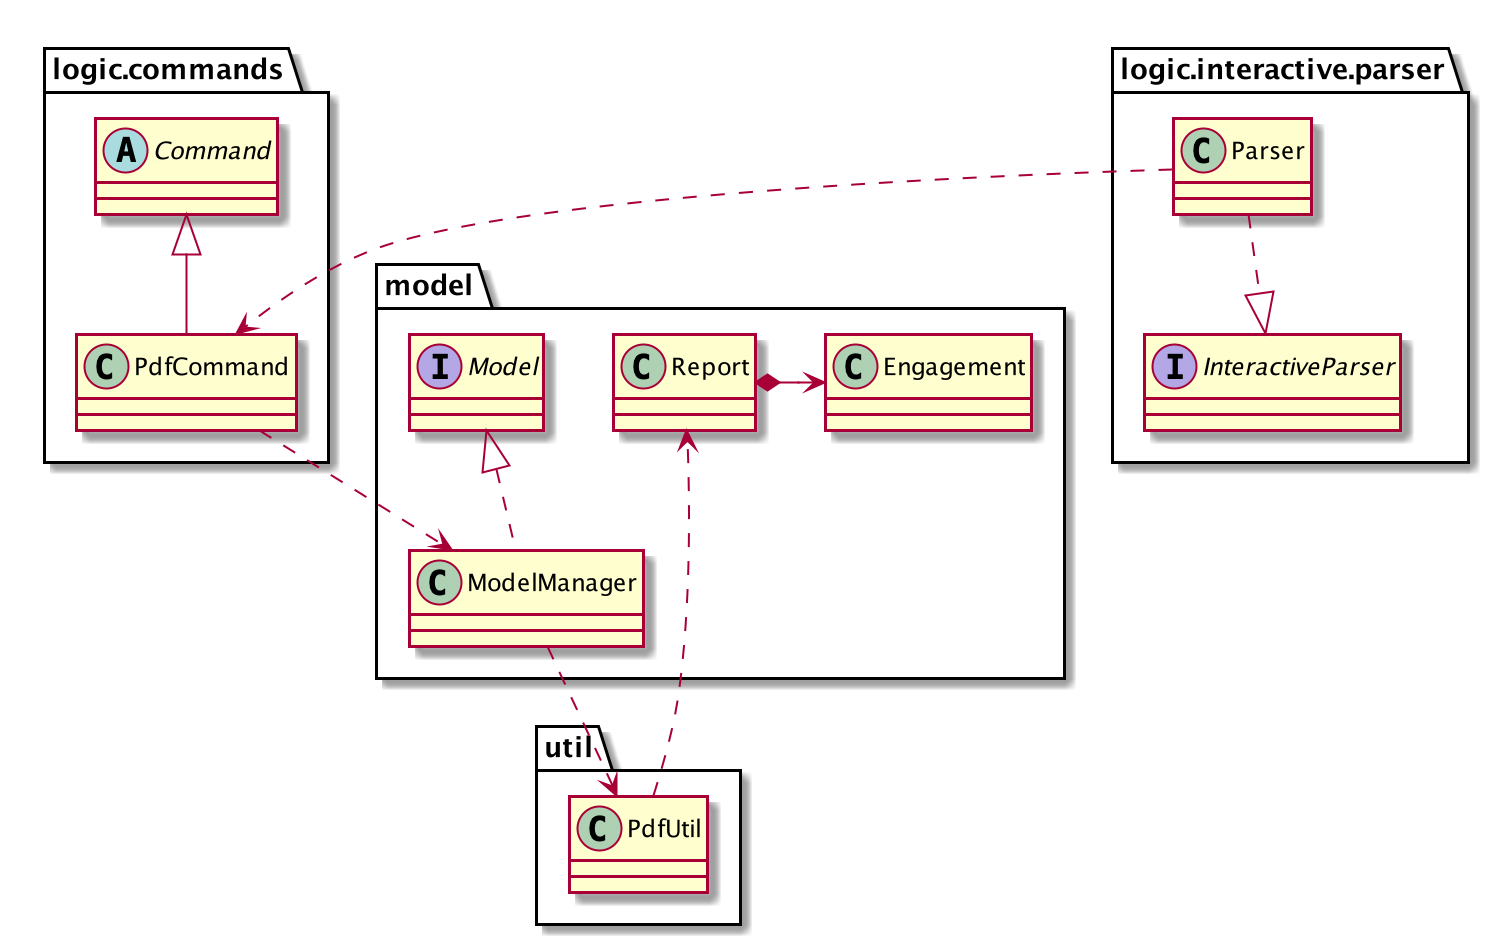 logic.commands
A Command
C PdfCommand
logic.interactive.parser
C Parser
I InteractiveParser
model
I Model
C Report
C Engagement
C ModelManager
util
C PdfUtil